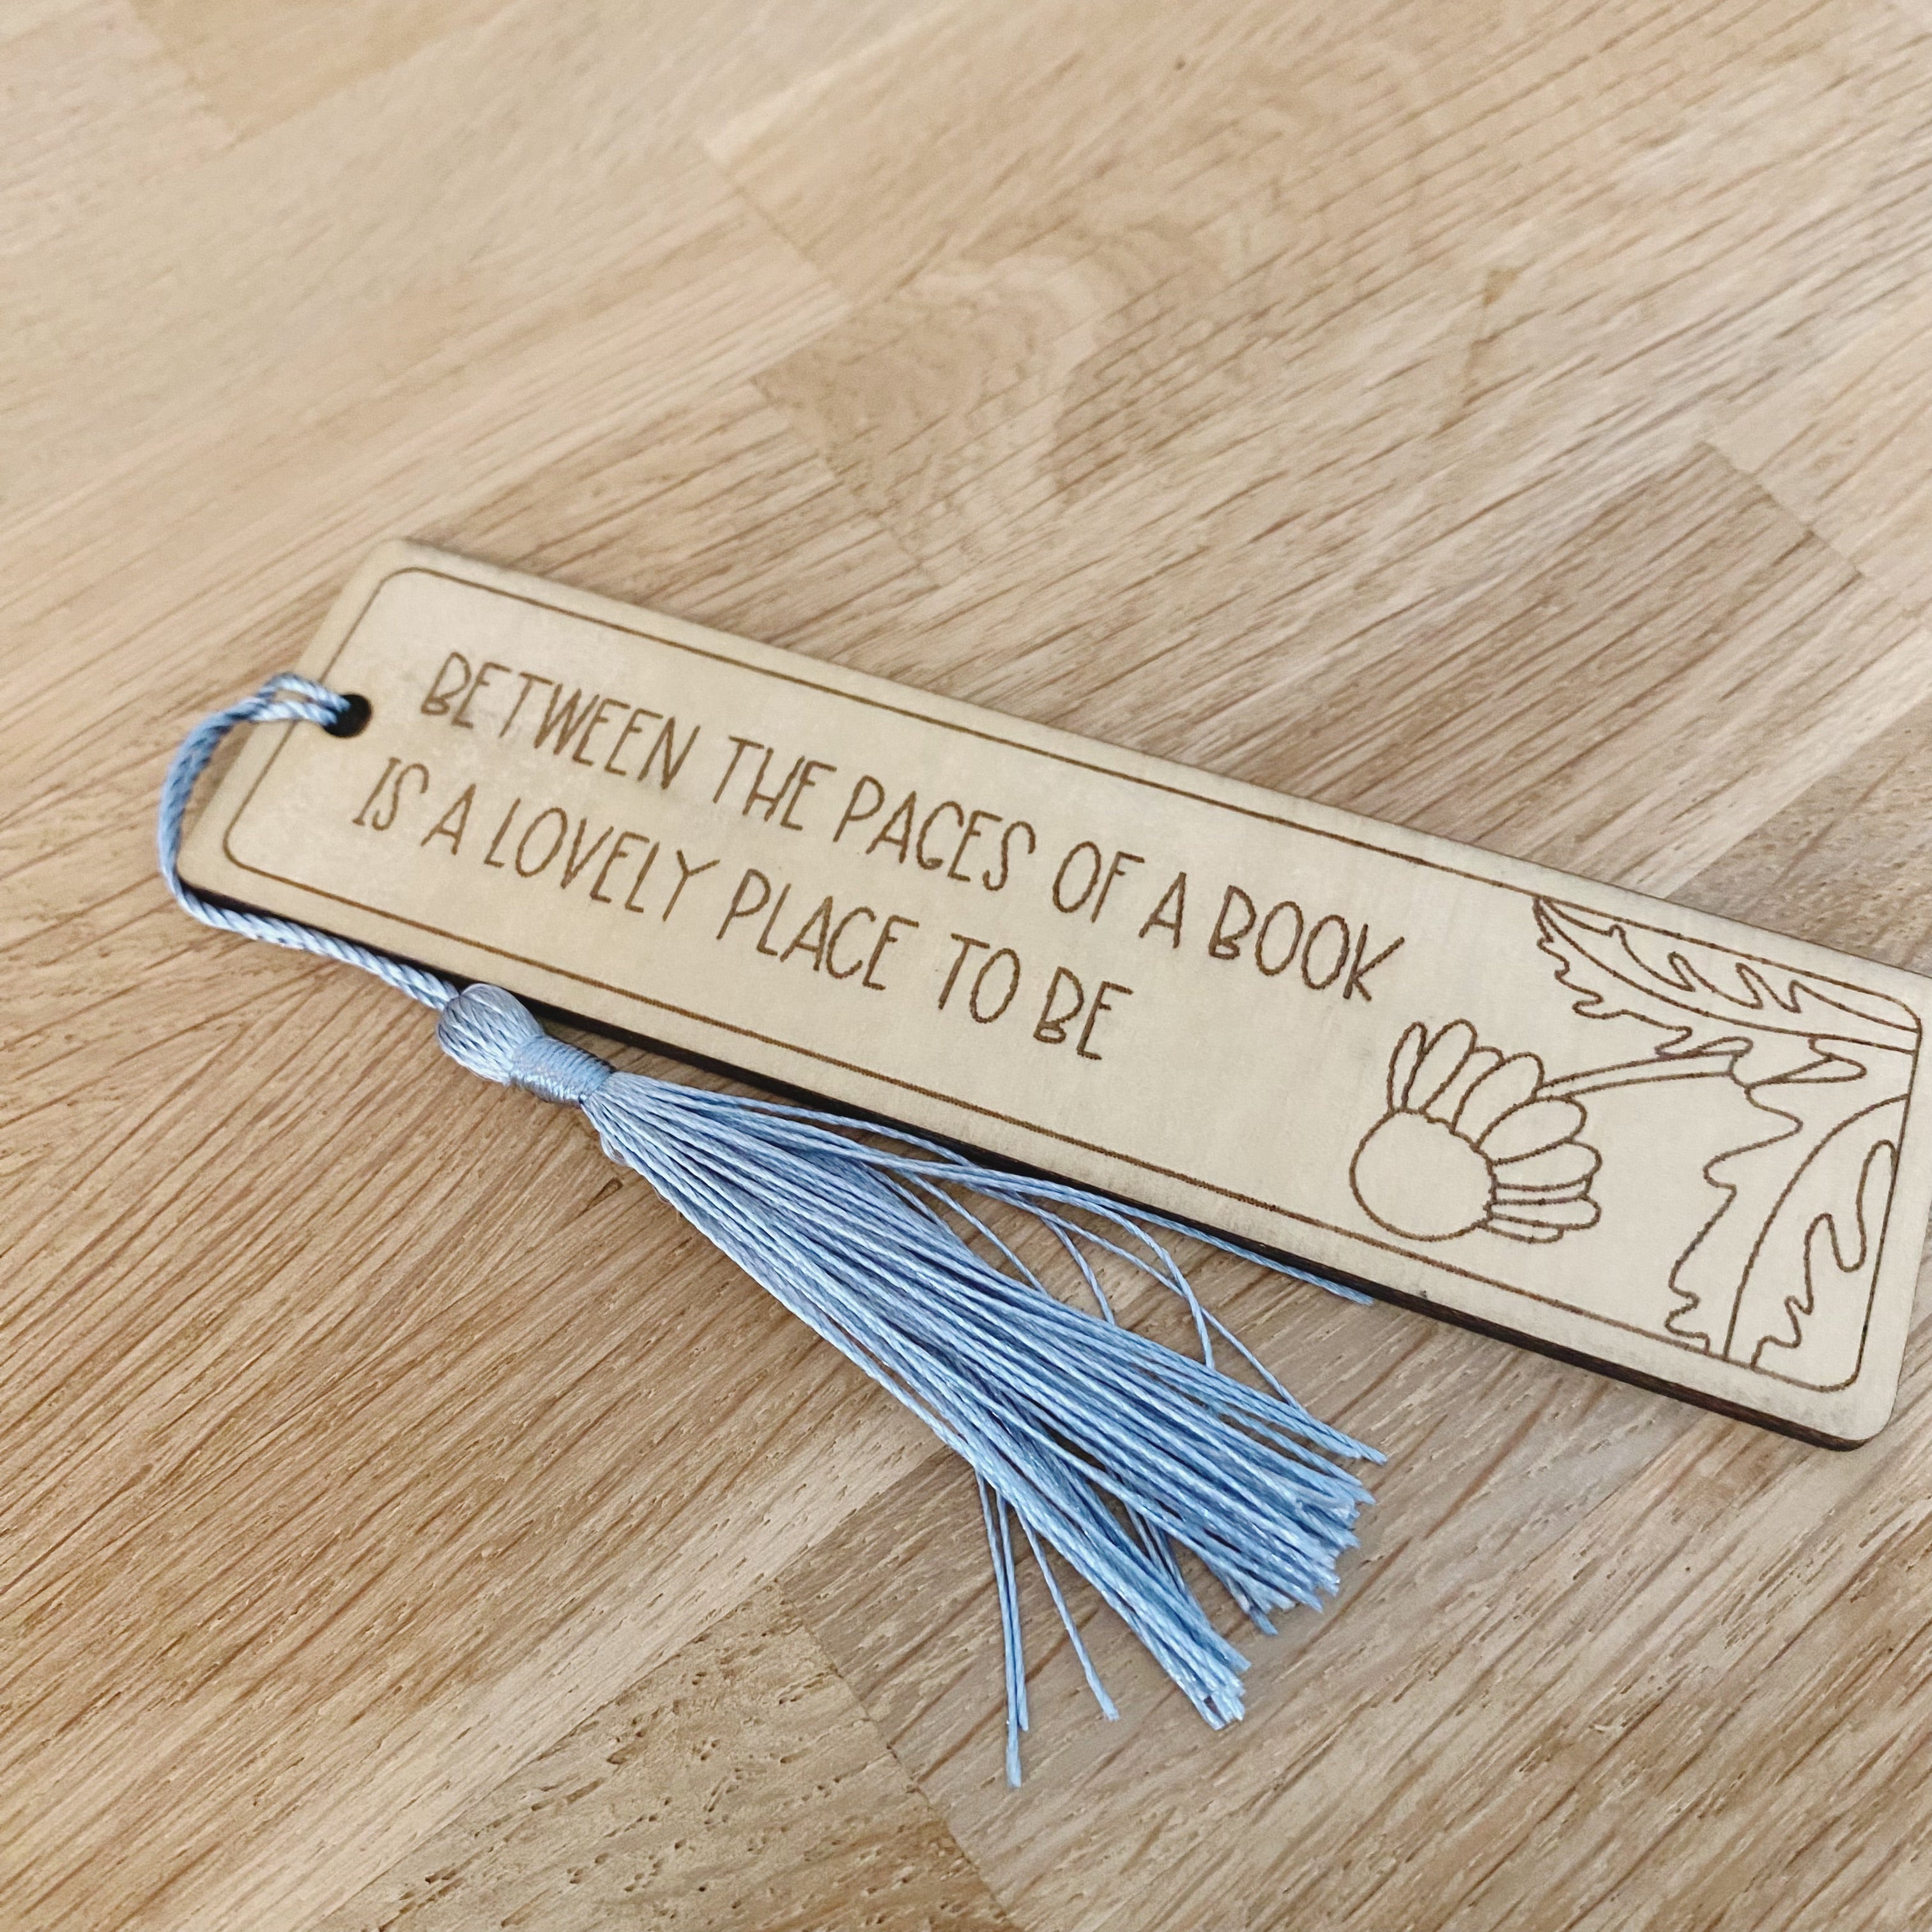 BETWEEN THE PAGES OF A BOOK
IS A LOVELY PLACE TO BE